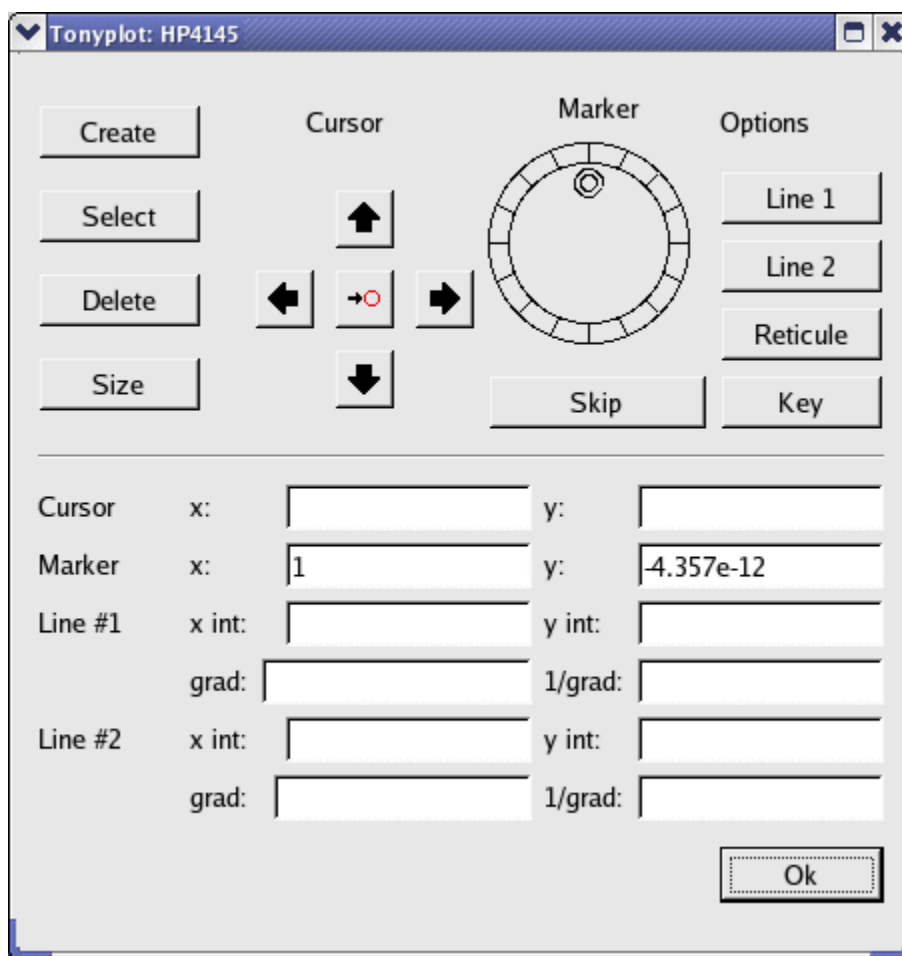 Tonyplot: HP4145
Create Cursor Marker Options
Select Line 1
Line 2
Delete
Reticule
Size Skip Key
Cursor x: y:
Marker x: 1 y: -4.357e-12
Line #1 x int: y int:
grad: 1/grad:
Line #2 x int: y int:
grad: 1/grad:
Ok